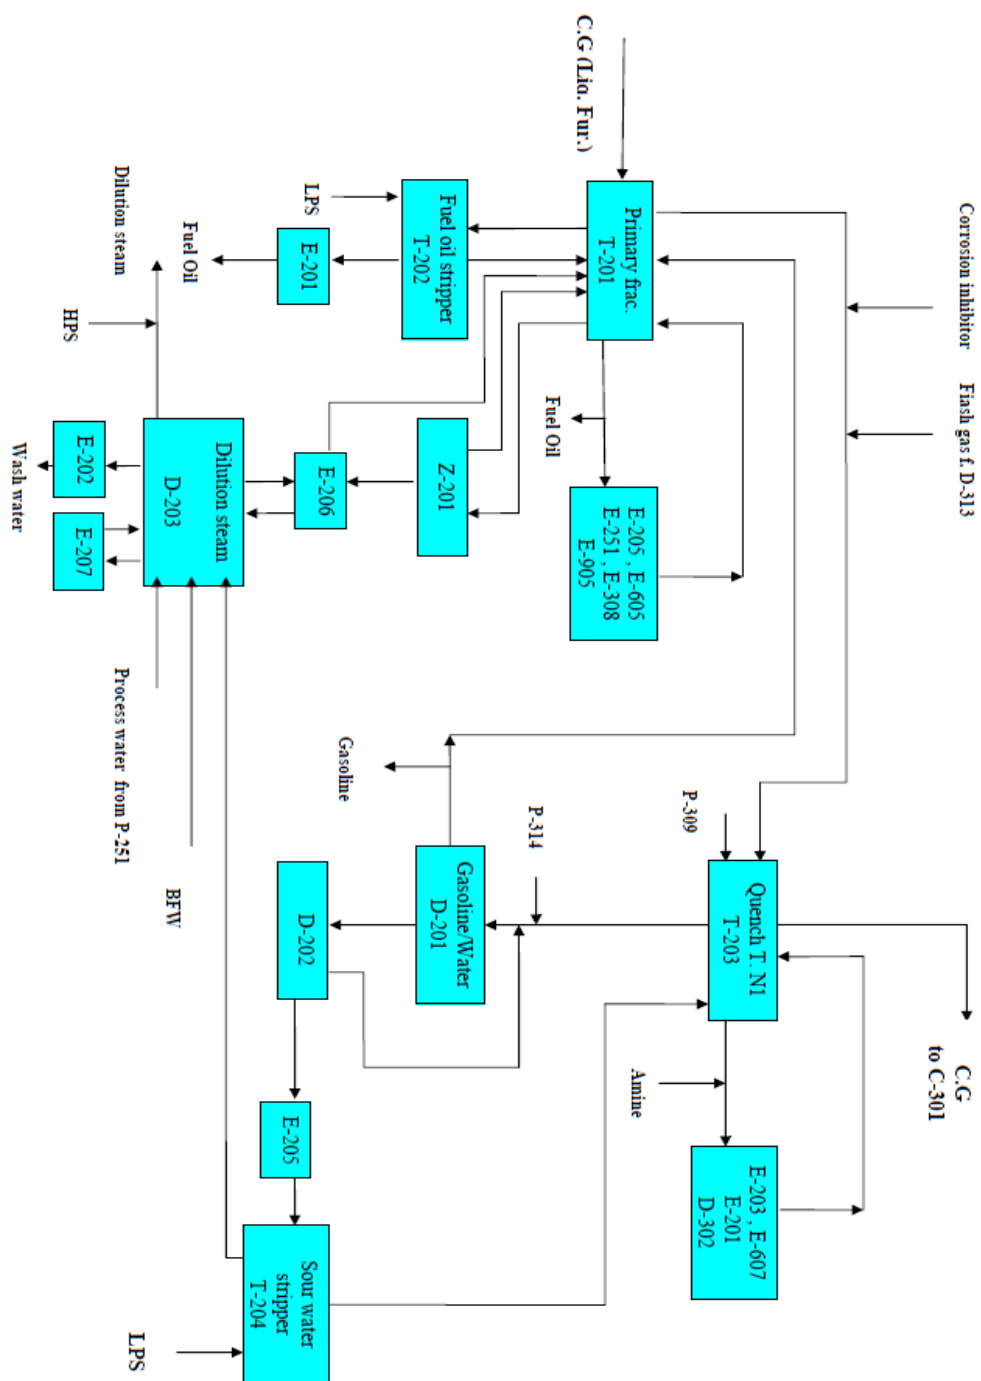 Corrosion inhibitor
Fiash gas f. D-313
C.G
to C-301
Quench T. N1
T-203
E-203 , E-607
E-201
D-302
P-309
Amine
Primary frac.
T-201
E-205 , E-605
E-251 , E-308
E-905
C.G (Liq. Fur.)
Fuel Oil
P-314
Gasoline/Water
D-201
Fuel oil stripper
T-202
Z-201
Gasoline
LPS
E-201
E-206
D-202
E-205
Sour water
stripper
T-204
Fuel Oil
Dilution steam
D-203
BFW
Dilution steam
Process water from P-251
LPS
HPS
E-202
E-207
Wash water